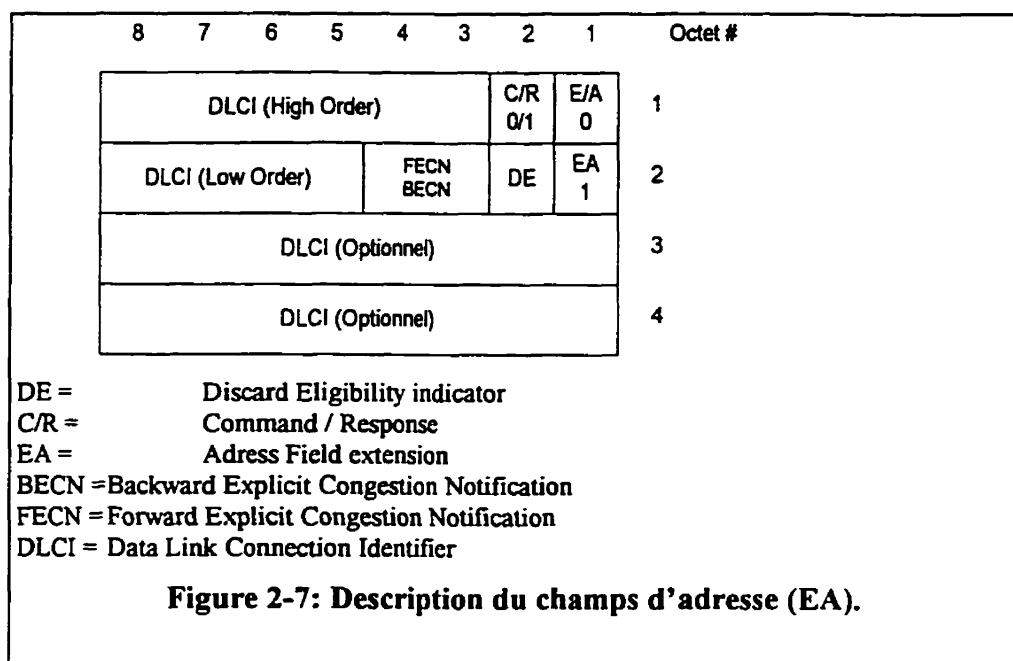 8 7 6 5 4 3 2 1 Octet #
DLCI (High Order) C/R 0/1 E/A 0 1
DLCI (Low Order) FECN BECN DE EA 1 2
DLCI (Optionnel) 3
DLCI (Optionnel) 4
DE = Discard Eligibility indicator
C/R = Command / Response
EA = Adress Field extension
BECN =Backward Explicit Congestion Notification
FECN =Forward Explicit Congestion Notification
DLCI = Data Link Connection Identifier
Figure 2-7: Description du champs d'adresse (EA).